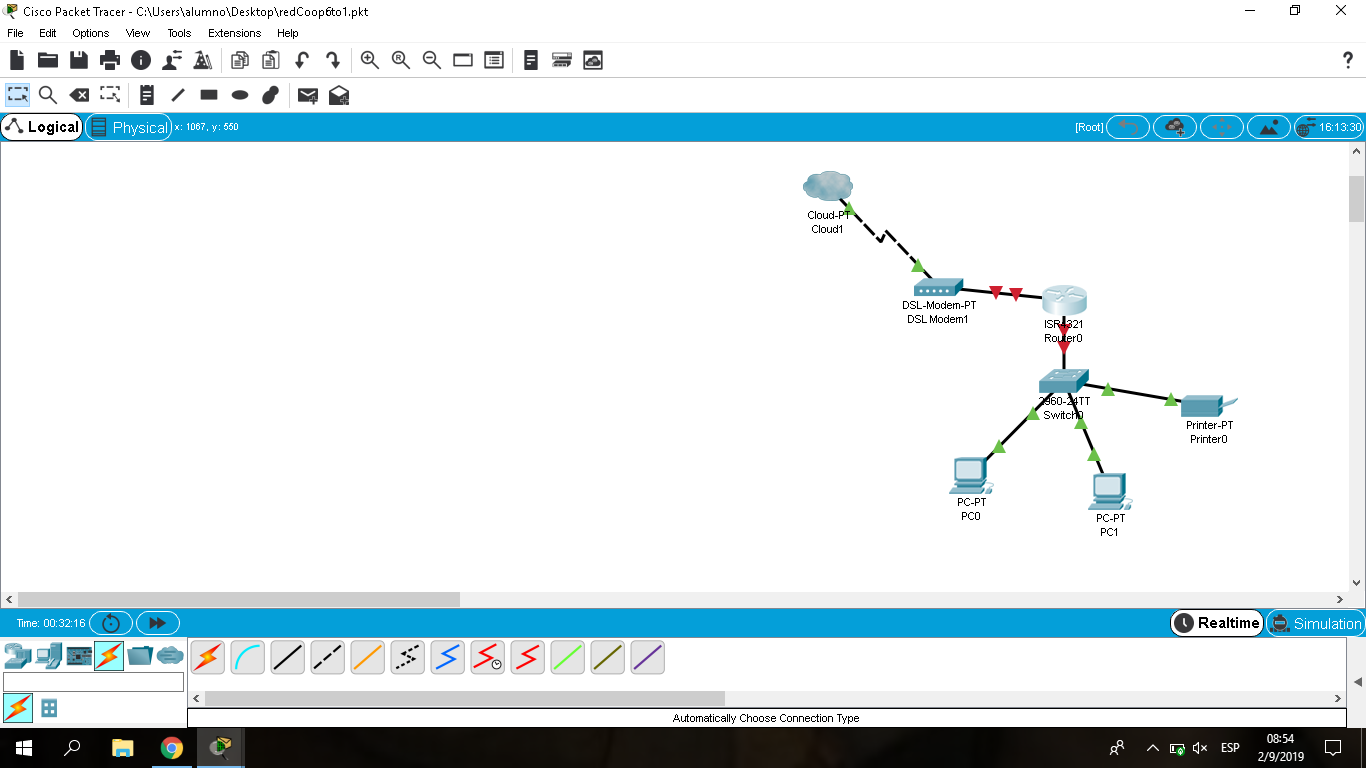 Cisco Packet Tracer - C:\Users\alumno\Desktop\redCoop6to1.pkt
File Edit Options View Tools Extensions Help
?
Logical Physical x: 1067, y: 550 [Root] 16:13:30
Cloud-PT
Cloud1
DSL-Modem-PT
DSL Modem1
ISR4321
Router0
2960-24TT
Switch0
Printer-PT
Printer0
PC-PT
PC0
PC-PT
PC1
Time: 00:32:16 Realtime Simulation
Automatically Choose Connection Type
ESP
08:54
2/9/2019